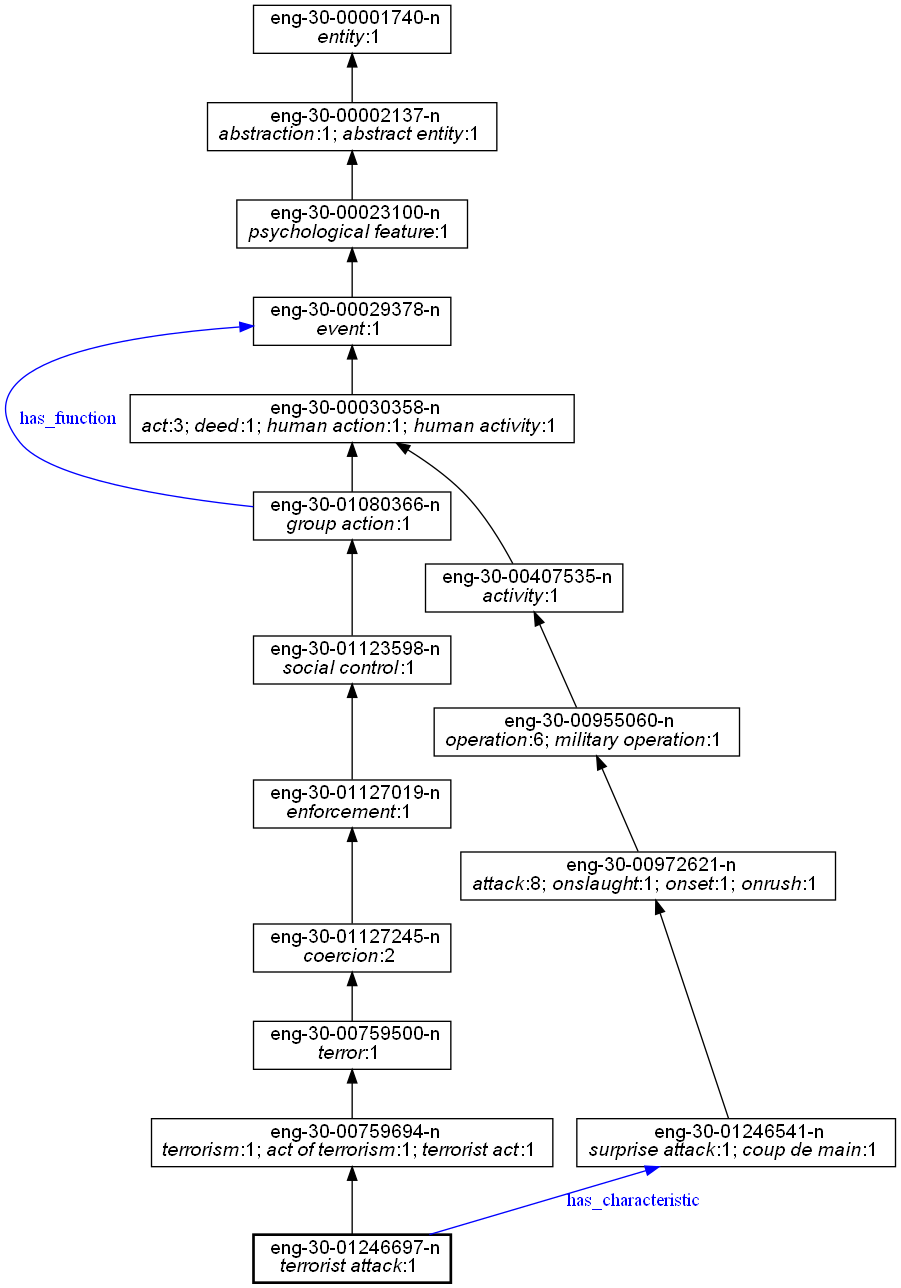 eng-30-00001740-n
entity:1
eng-30-00002137-n
abstraction:1; abstract entity:1
eng-30-00023100-n
psychological feature:1
eng-30-00029378-n
event:1
eng-30-00030358-n
act:3; deed:1; human action:1; human activity:1
has_function
eng-30-01080366-n
group action:1
eng-30-00407535-n
activity:1
eng-30-01123598-n
social control:1
eng-30-00955060-n
operation:6; military operation:1
eng-30-01127019-n
enforcement:1
eng-30-00972621-n
attack:8; onslaught:1; onset:1; onrush:1
eng-30-01127245-n
coercion:2
eng-30-00759500-n
terror:1
eng-30-00759694-n
terrorism:1; act of terrorism:1; terrorist act:1
eng-30-01246541-n
surprise attack:1; coup de main:1
has_characteristic
eng-30-01246697-n
terrorist attack:1